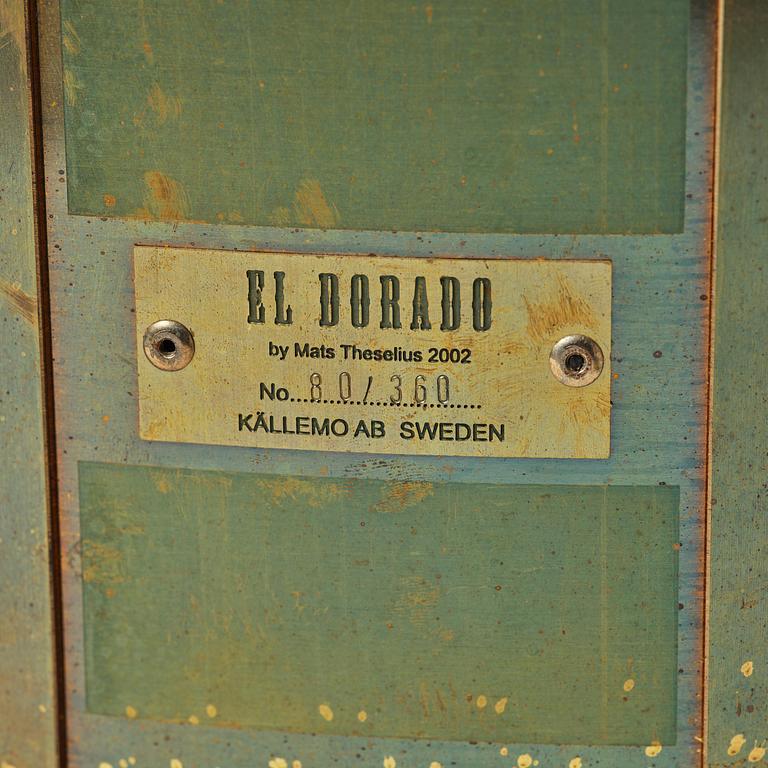 EL DORADO
by Mats Theselius 2002
No...80/360.....
KÄLLEMO AB SWEDEN